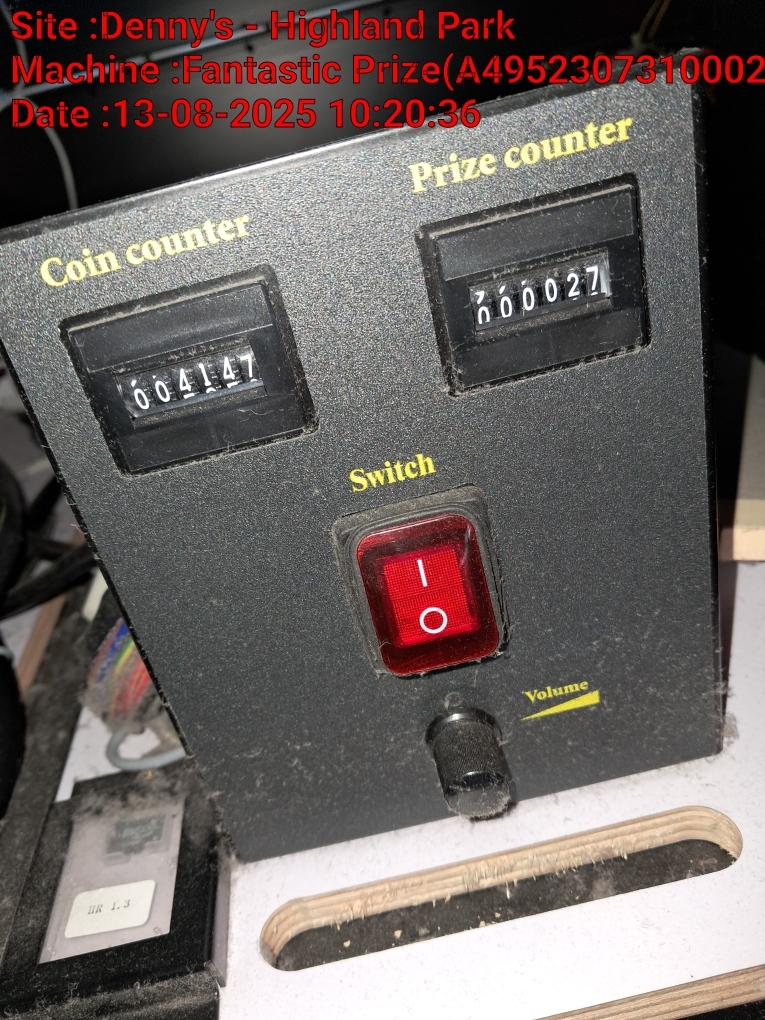 Site :Denny's - Highland Park
Machine :Fantastic Prize(A4952307310002
Date :13-08-2025 10:20:36
Prize counter
Coin counter
000027
004147
Switch
I
O
Volume
HR 1.3